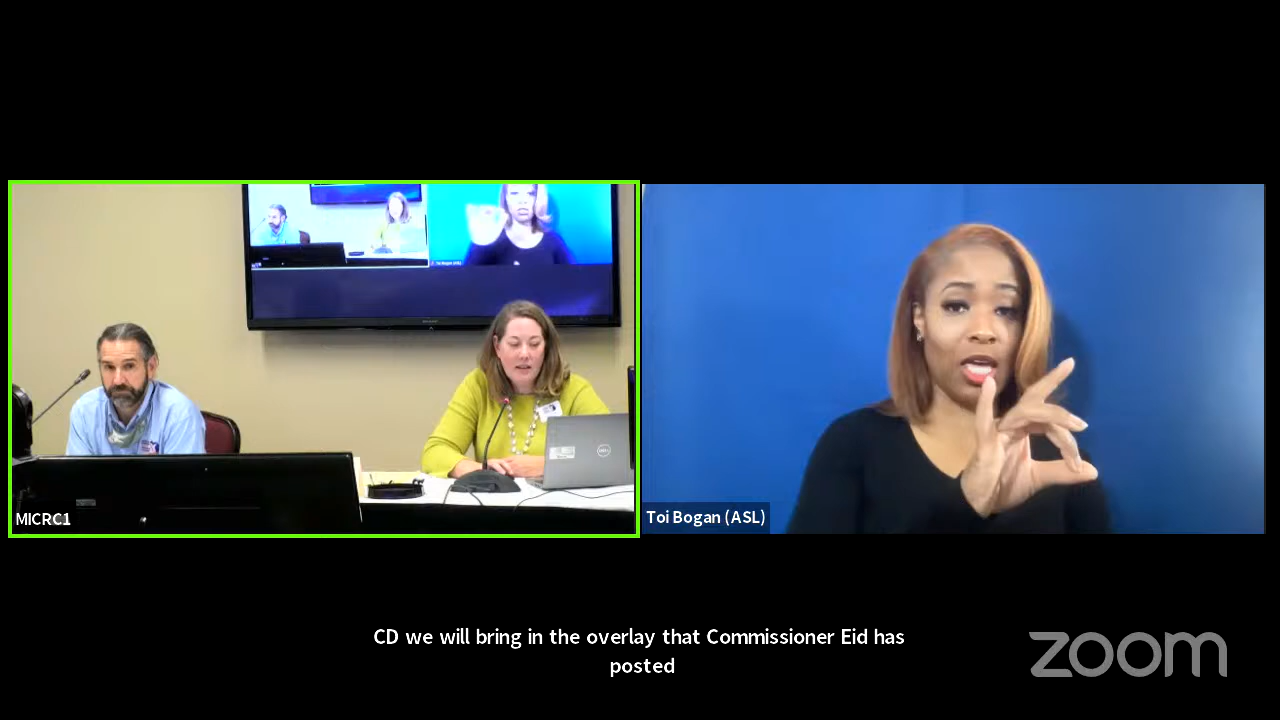 MICRC1
Toi Bogan (ASL)
CD we will bring in the overlay that Commissioner Eid has
posted
zoom